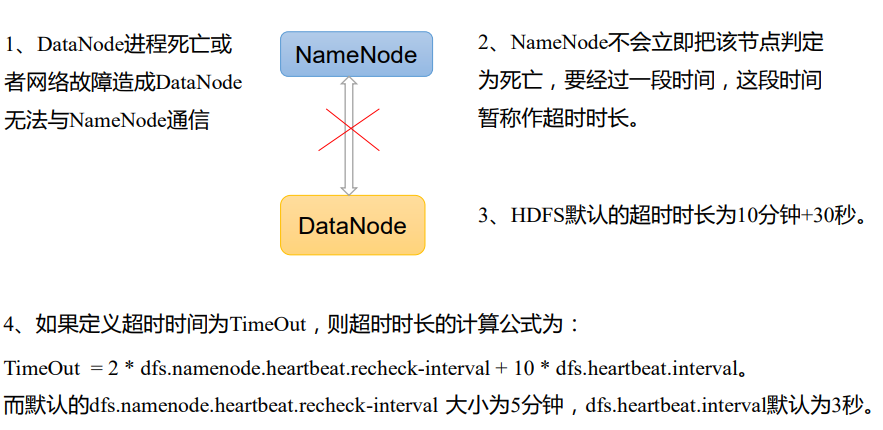 1、DataNode进程死亡或
者网络故障造成DataNode
无法与NameNode通信
NameNode
DataNode
2、NameNode不会立即把该节点判定
为死亡，要经过一段时间，这段时间
暂称作超时时长。
3、HDFS默认的超时时长为10分钟+30秒。
4、如果定义超时时间为TimeOut，则超时时长的计算公式为：
TimeOut = 2 * dfs.namenode.heartbeat.recheck-interval + 10 * dfs.heartbeat.interval。
而默认的dfs.namenode.heartbeat.recheck-interval 大小为5分钟，dfs.heartbeat.interval默认为3秒。